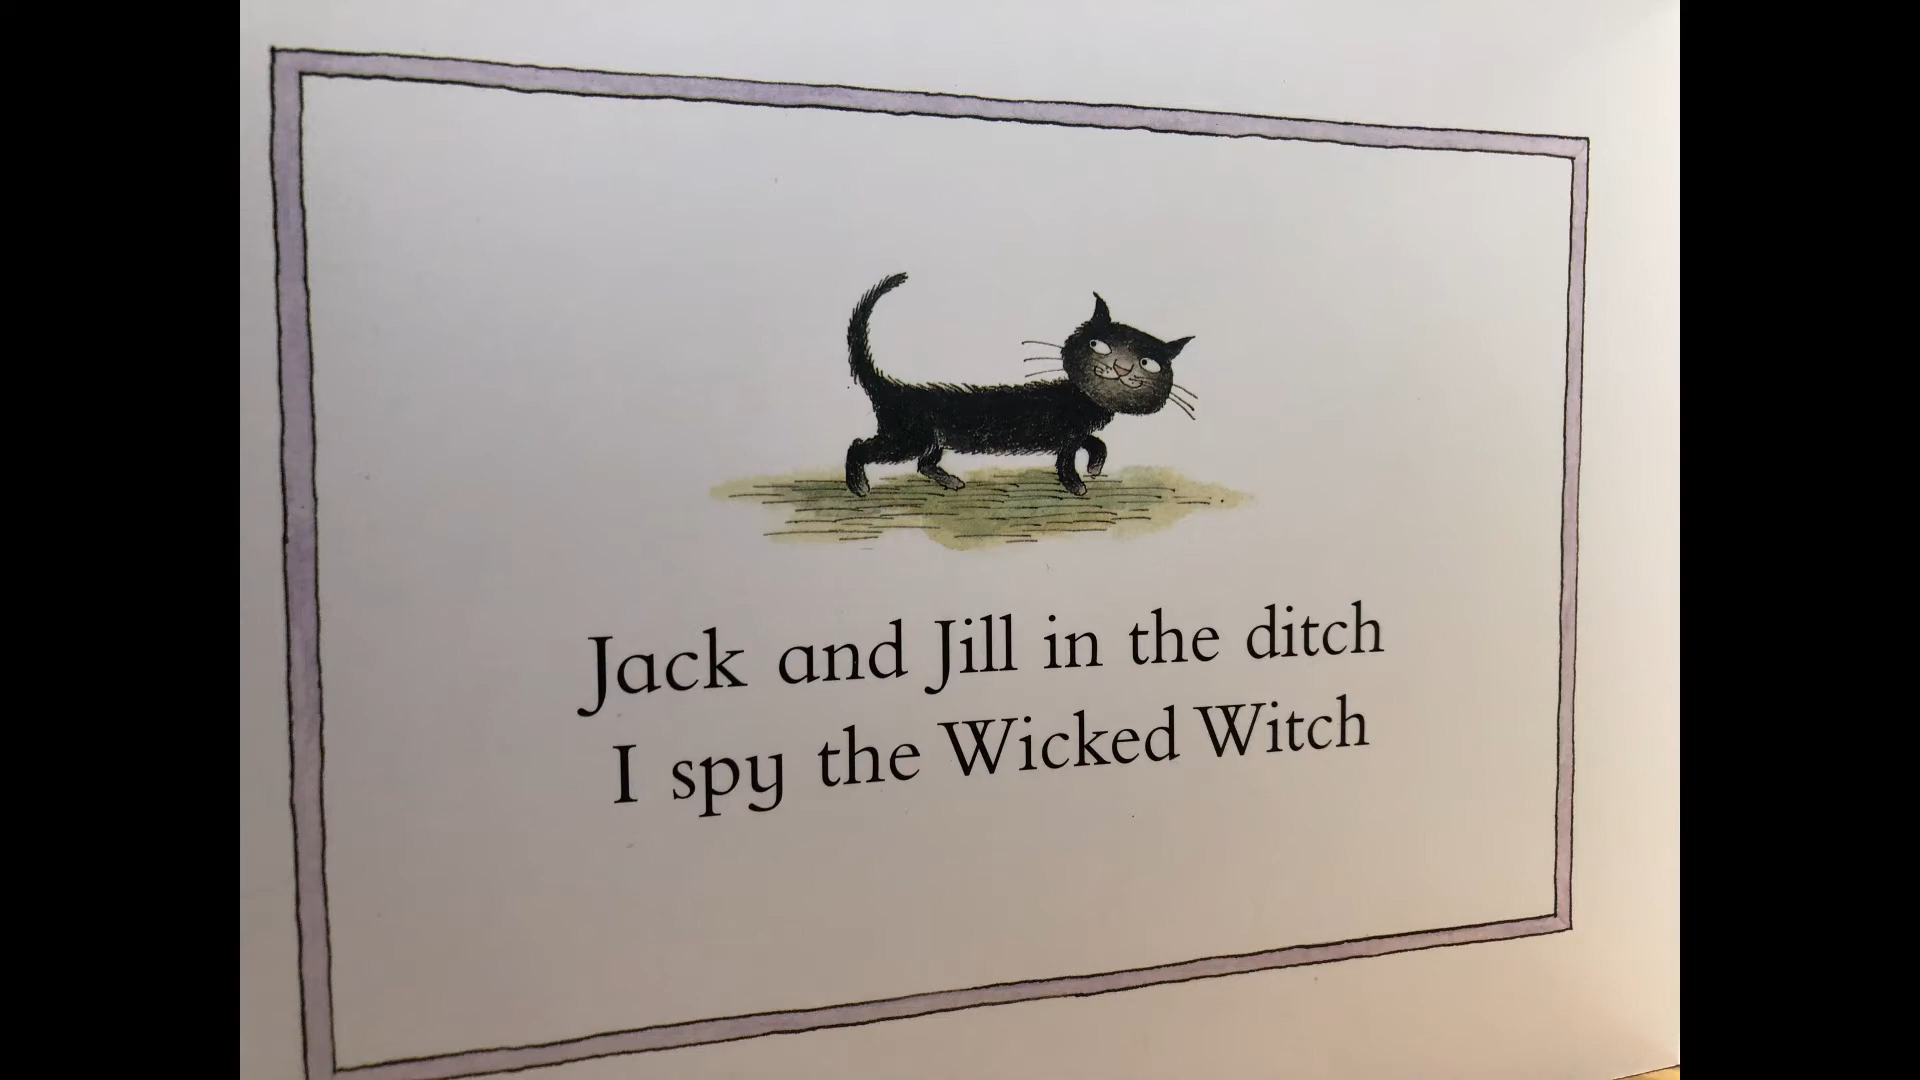 Jack and Jill in the ditch
I spy the Wicked Witch